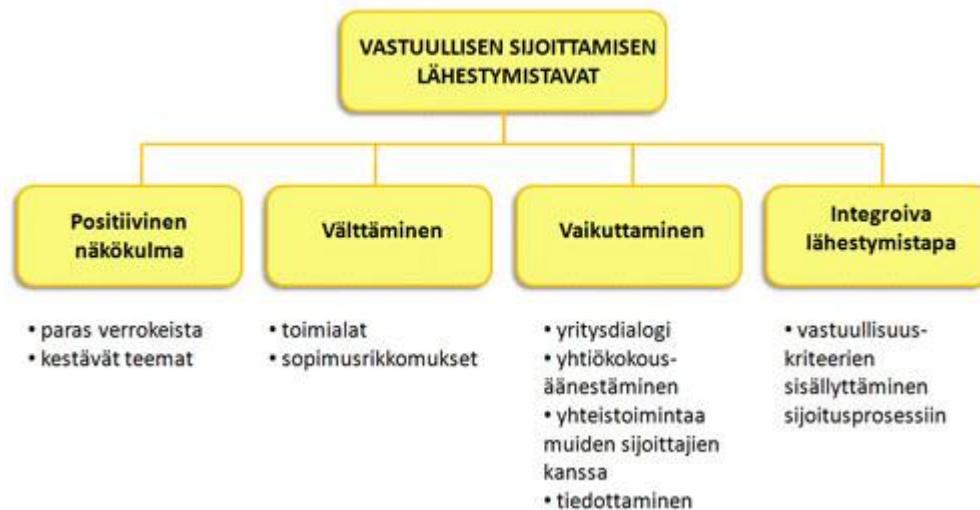 VASTUULLISEN SIJOITTAMISEN
LÄHESTYMISTAVAT
Positiivinen
näkökulma
Välttäminen
Vaikuttaminen
Integroiva
lähestymistapa
• paras verrokeista
• kestävät teemat
• toimialat
• sopimusrikkomukset
• yritysdialogi
• yhtiökokous-
äänestäminen
• yhteistoimintaa
muiden sijoittajien
kanssa
• tiedottaminen
• vastuullisuus-
kriteerien
sisällyttäminen
sijoitusprosessiin